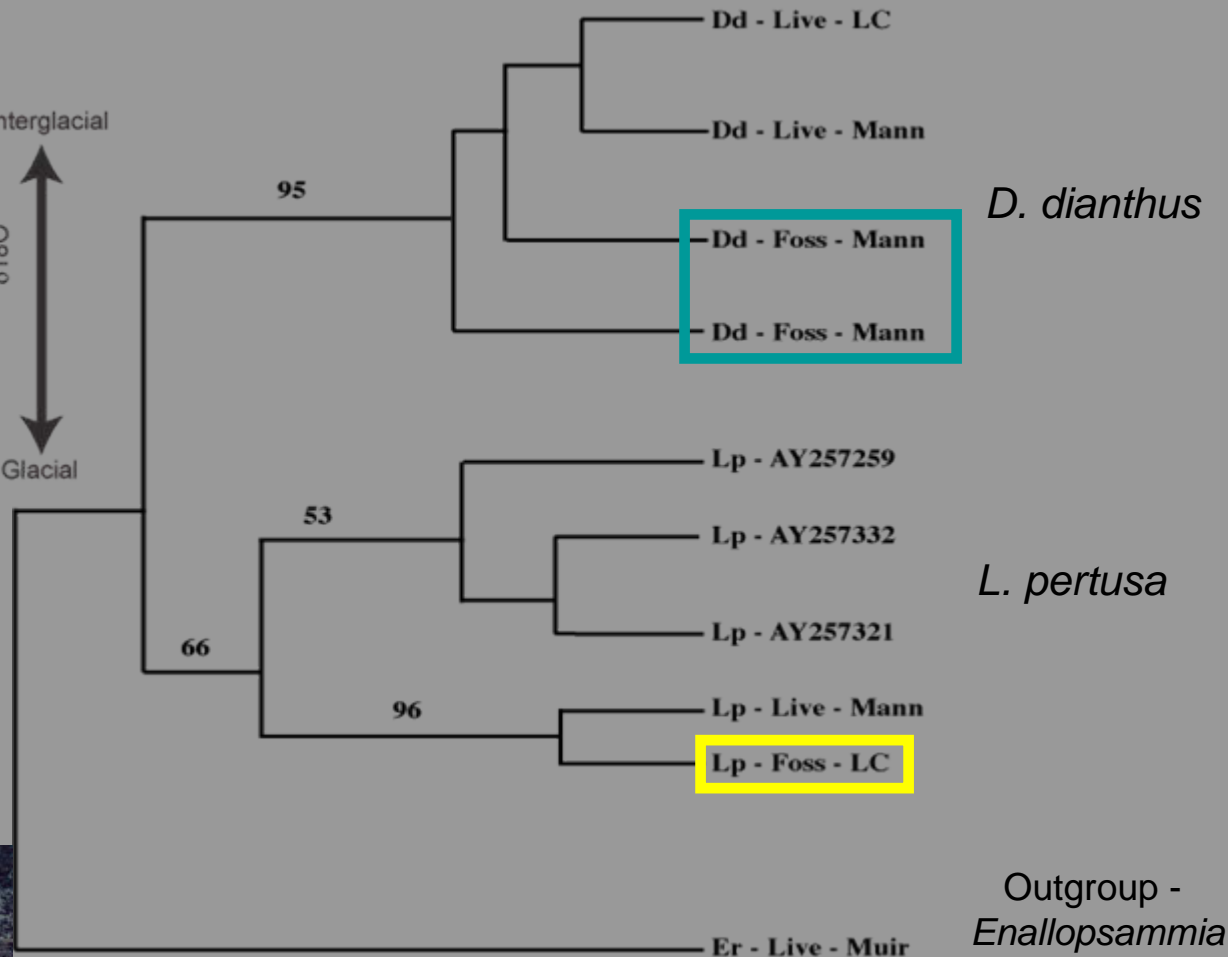 Dd - Live - LC
nterglacial
Dd - Live - Mann
95
D. dianthus
Dd - Foss - Mann
Dd - Foss - Mann
Lp - AY257259
Glacial
53
Lp - AY257332
L. pertusa
Lp - AY257321
66
Lp - Live - Mann
96
Lp - Foss - LC
Outgroup -
Enallopsammia
Er - Live - Muir